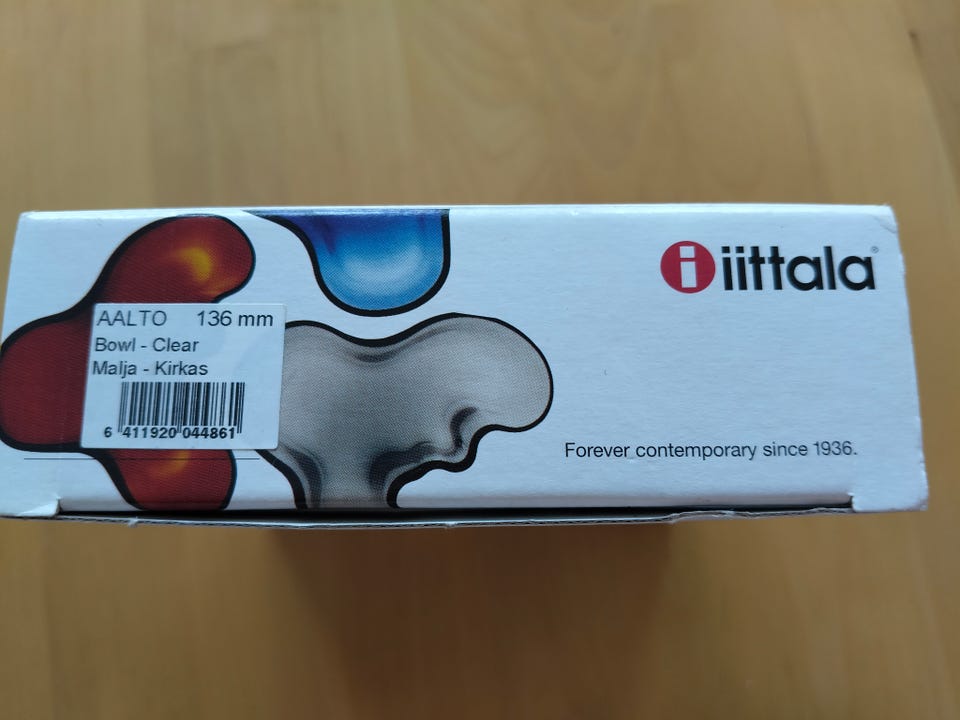 iittala®
AALTO 136 mm
Bowl - Clear
Malja - Kirkas
6 411920 044861
Forever contemporary since 1936.